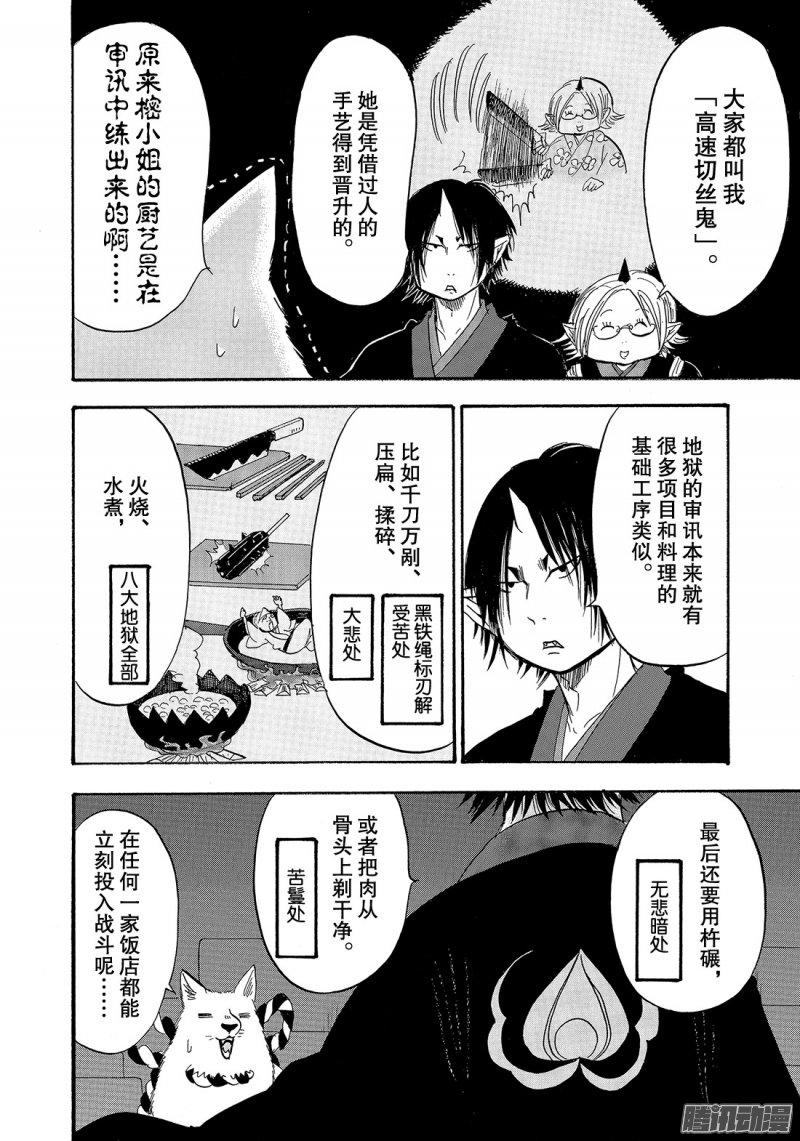 大家都叫我
「高速切丝鬼」。
她是凭借过人的
手艺得到晋升的。
原来樒小姐的厨艺是在
审讯中练出来的啊……
地狱的审讯本来就有
很多项目和料理的
基础工序类似。
比如千刀万剐、
压扁、揉碎、
黑铁绳标刃解
受苦处
大悲处
火烧、
水煮，
八大地狱全部
最后还要用杵碾，
无悲暗处
或者把肉从
骨头上剃干净。
苦鬘处
在任何一家饭店都能
立刻投入战斗呢……
腾讯动漫